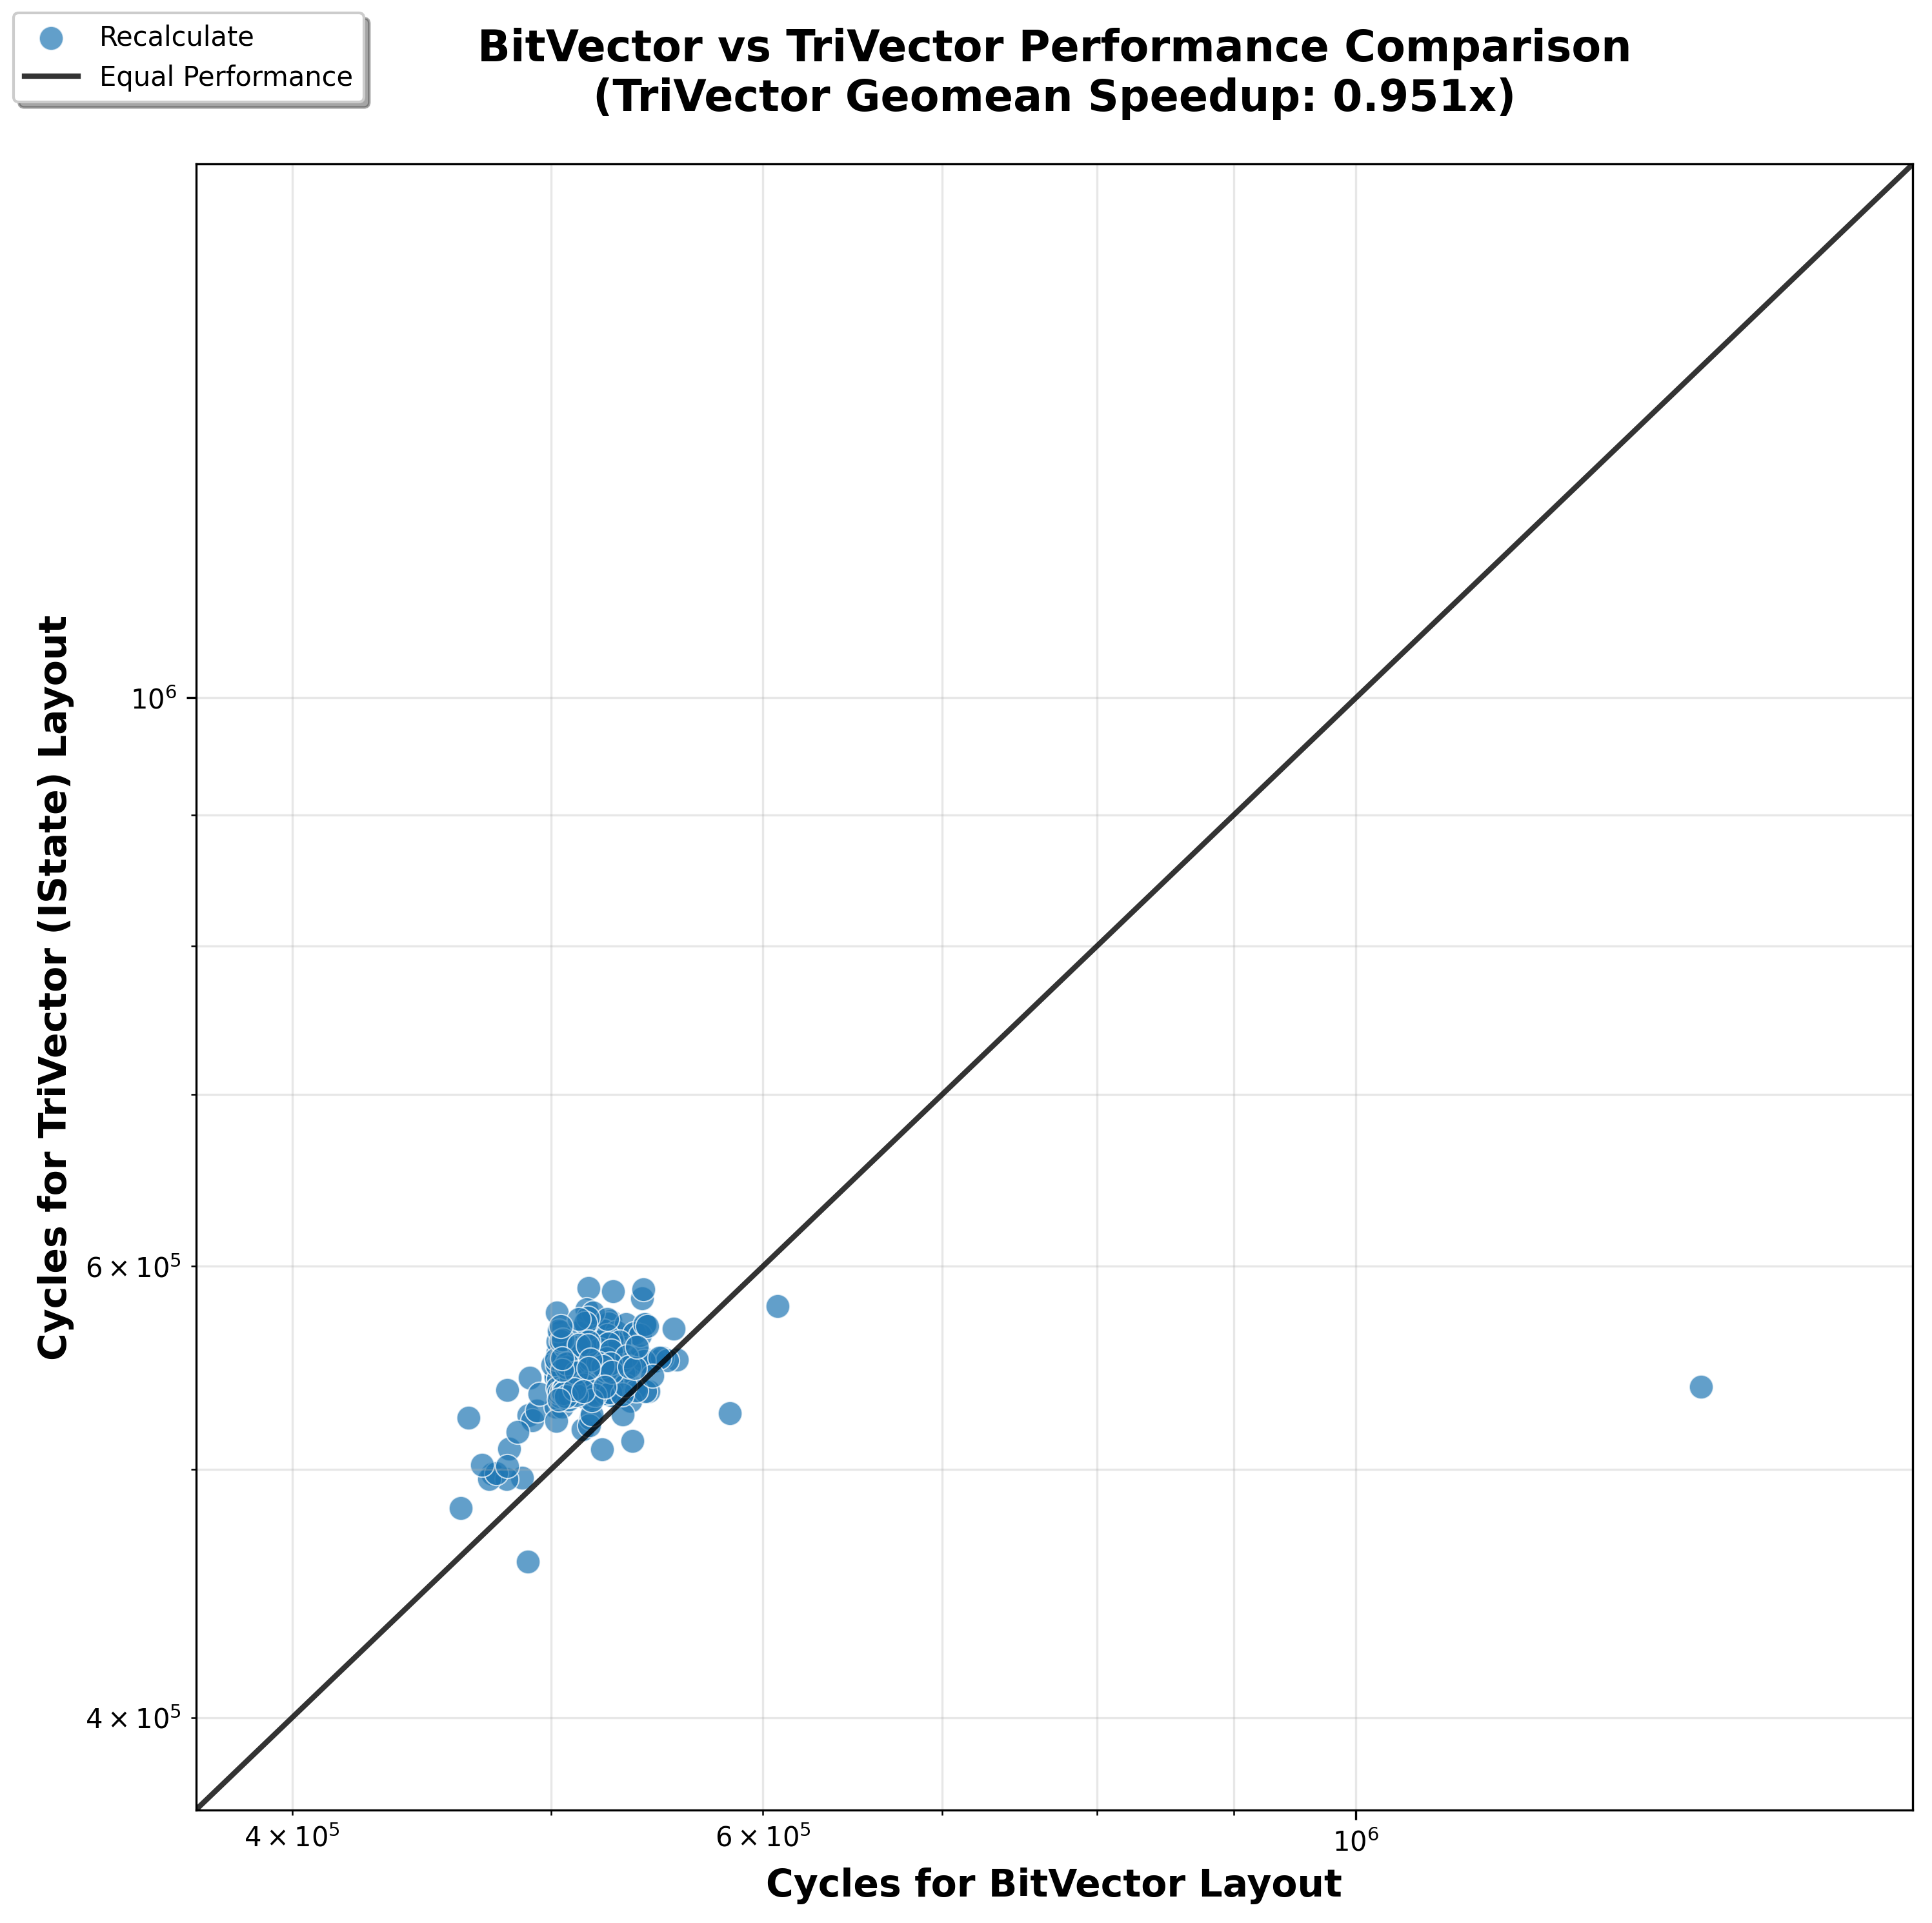 Recalculate
Equal Performance
BitVector vs TriVector Performance Comparison
(TriVector Geomean Speedup: 0.951x)
Cycles for TriVector (IState) Layout
10⁶
6 × 10⁵
4 × 10⁵
4 × 10⁵
6 × 10⁵
10⁶
Cycles for BitVector Layout